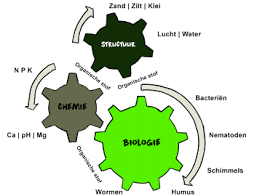 Zand | Zilt | Klei
STRUCTUUR
Lucht | Water
Organische stof
N P K
Organische stof
CHEMIE
Bacteriën
Ca | pH | Mg
Organische stof
BIOLOGIE
Nematoden
Schimmels
Wormen
Humus